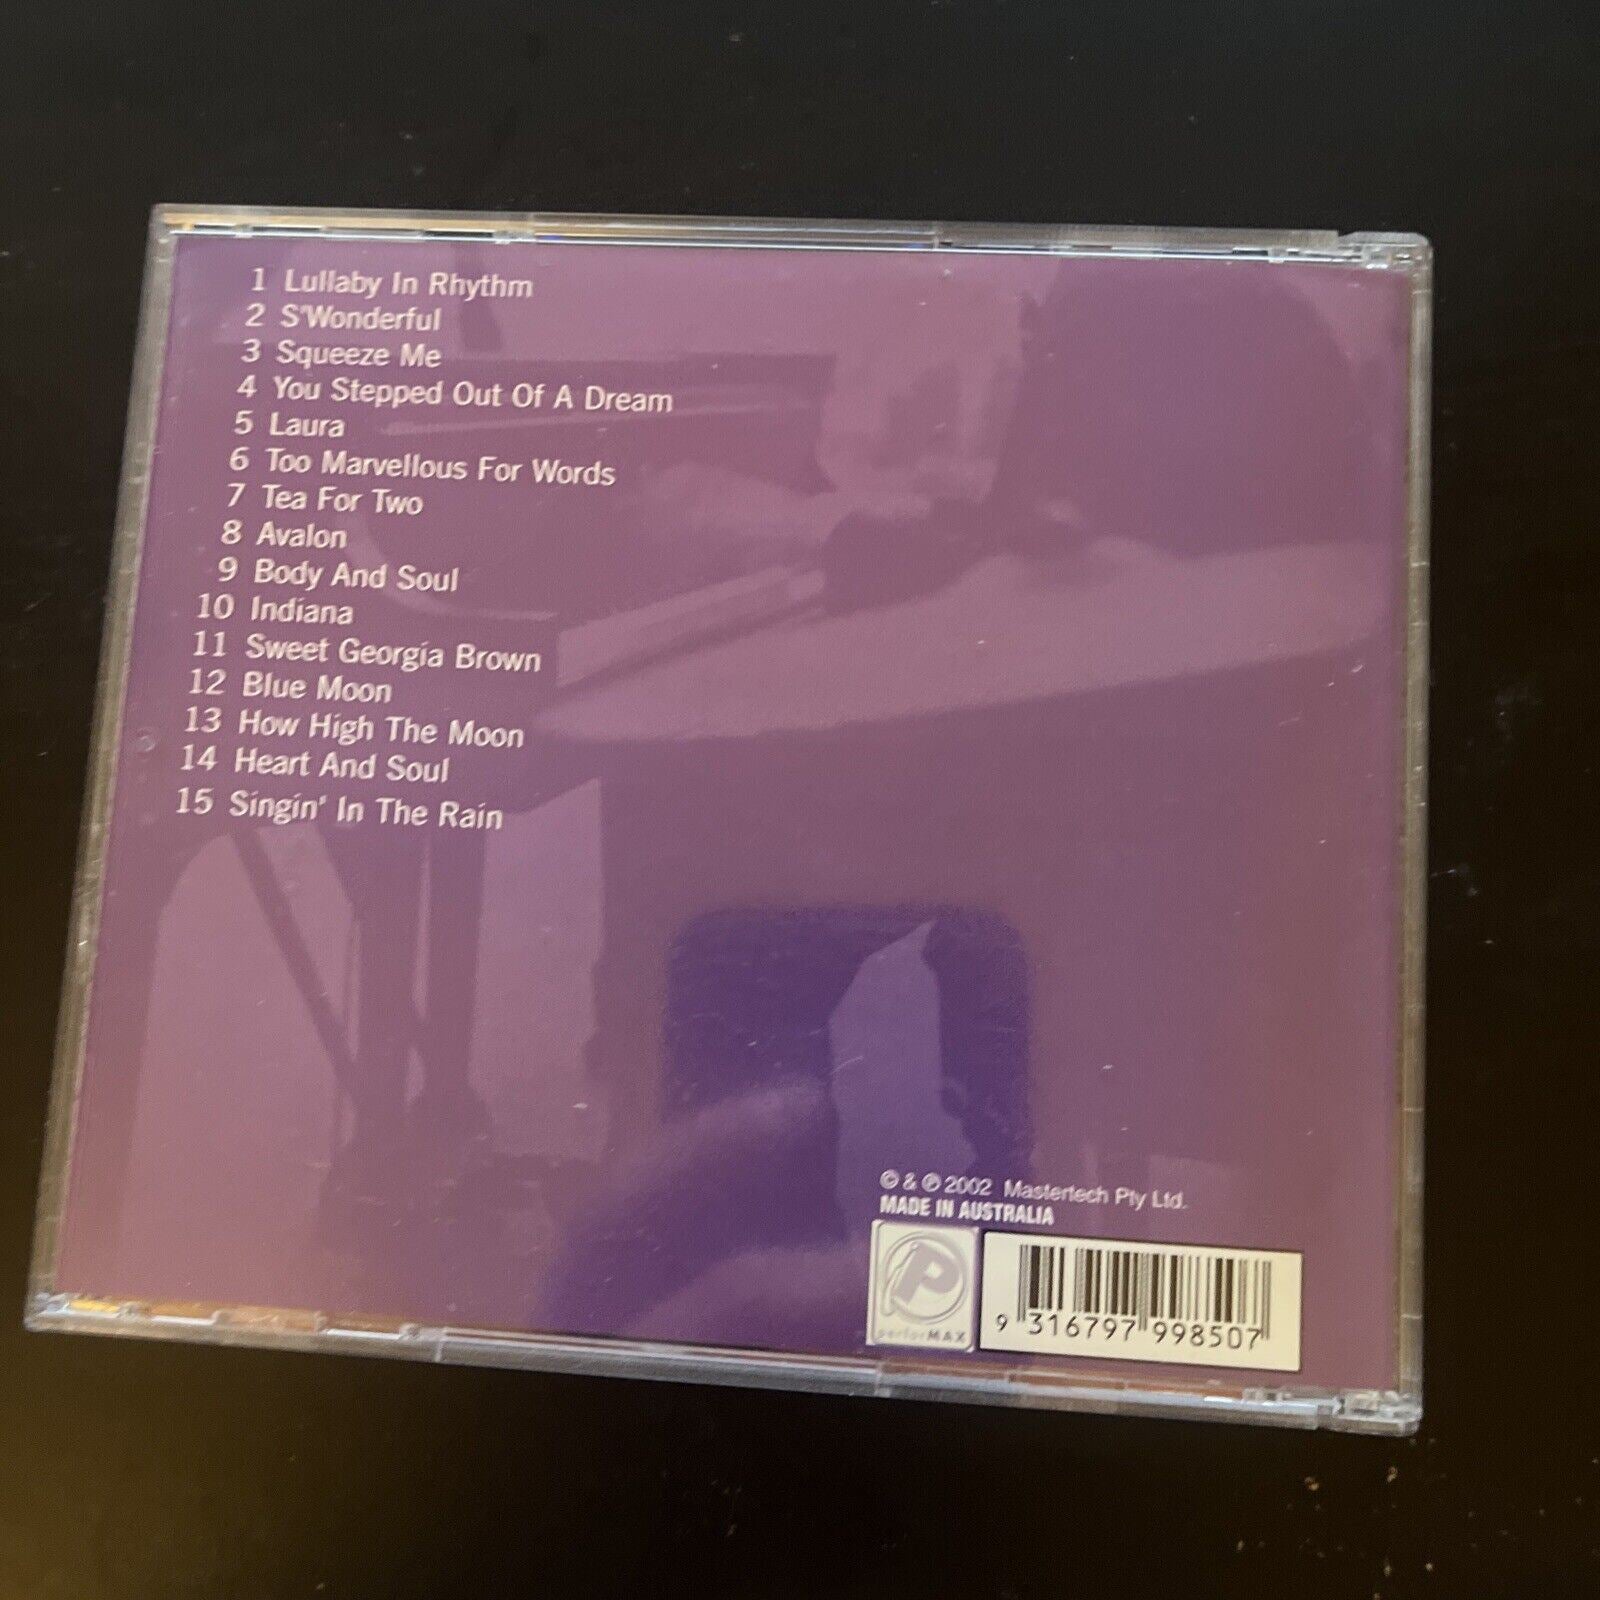 1 Lullaby In Rhythm
2 S'Wonderful
3 Squeeze Me
4 You Stepped Out Of A Dream
5 Laura
6 Too Marvellous For Words
7 Tea For Two
8 Avalon
9 Body And Soul
10 Indiana
11 Sweet Georgia Brown
12 Blue Moon
13 How High The Moon
14 Heart And Soul
15 Singin' In The Rain
© & ℗ 2002 Mastertech Pty Ltd.
MADE IN AUSTRALIA
P
performAX
9 316797 998507